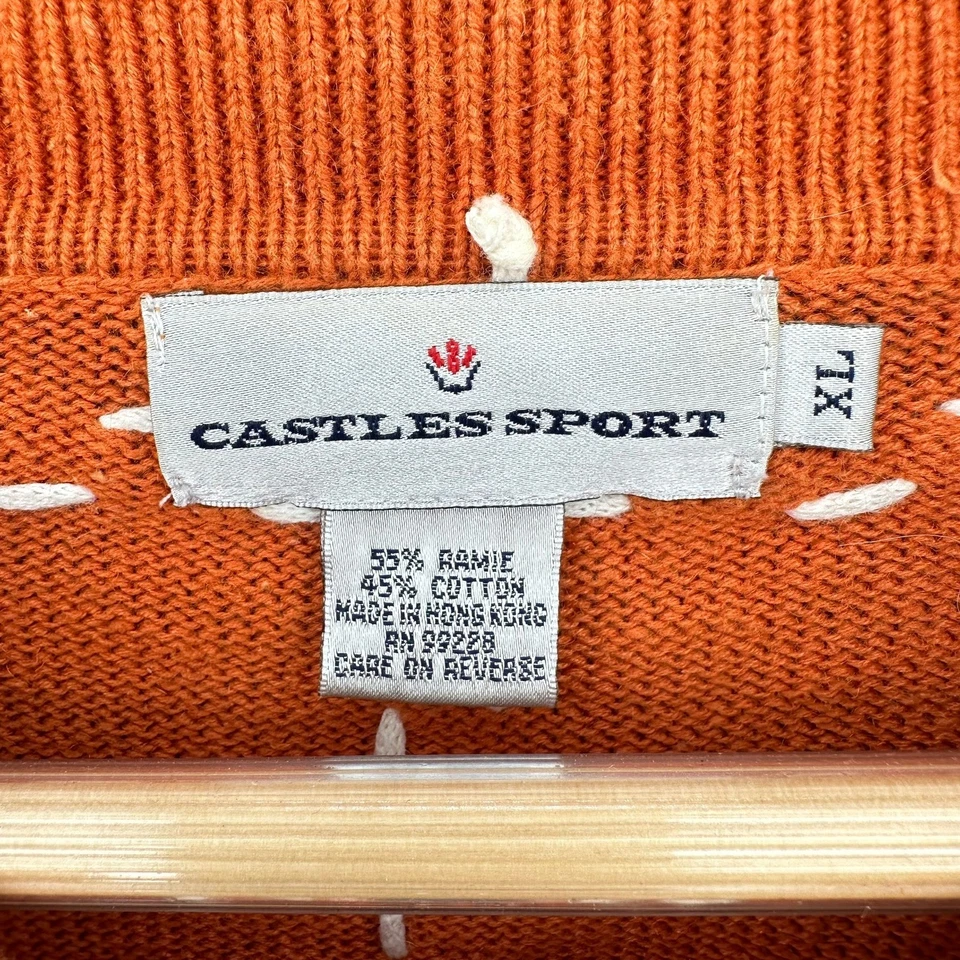 CASTLES SPORT
XL
55% RAMIE
45% COTTON
MADE IN HONG KONG
RN 99228
CARE ON REVERSE